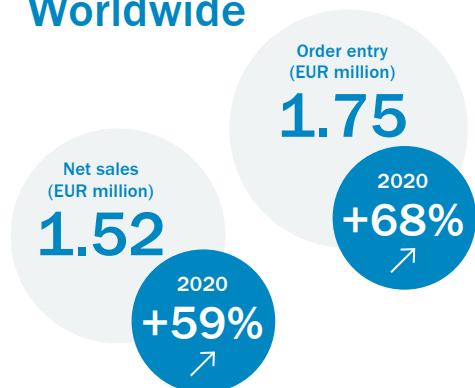 Worldwide
Order entry
(EUR million)
1.75
2020
+68%
Net sales
(EUR million)
1.52
2020
+59%